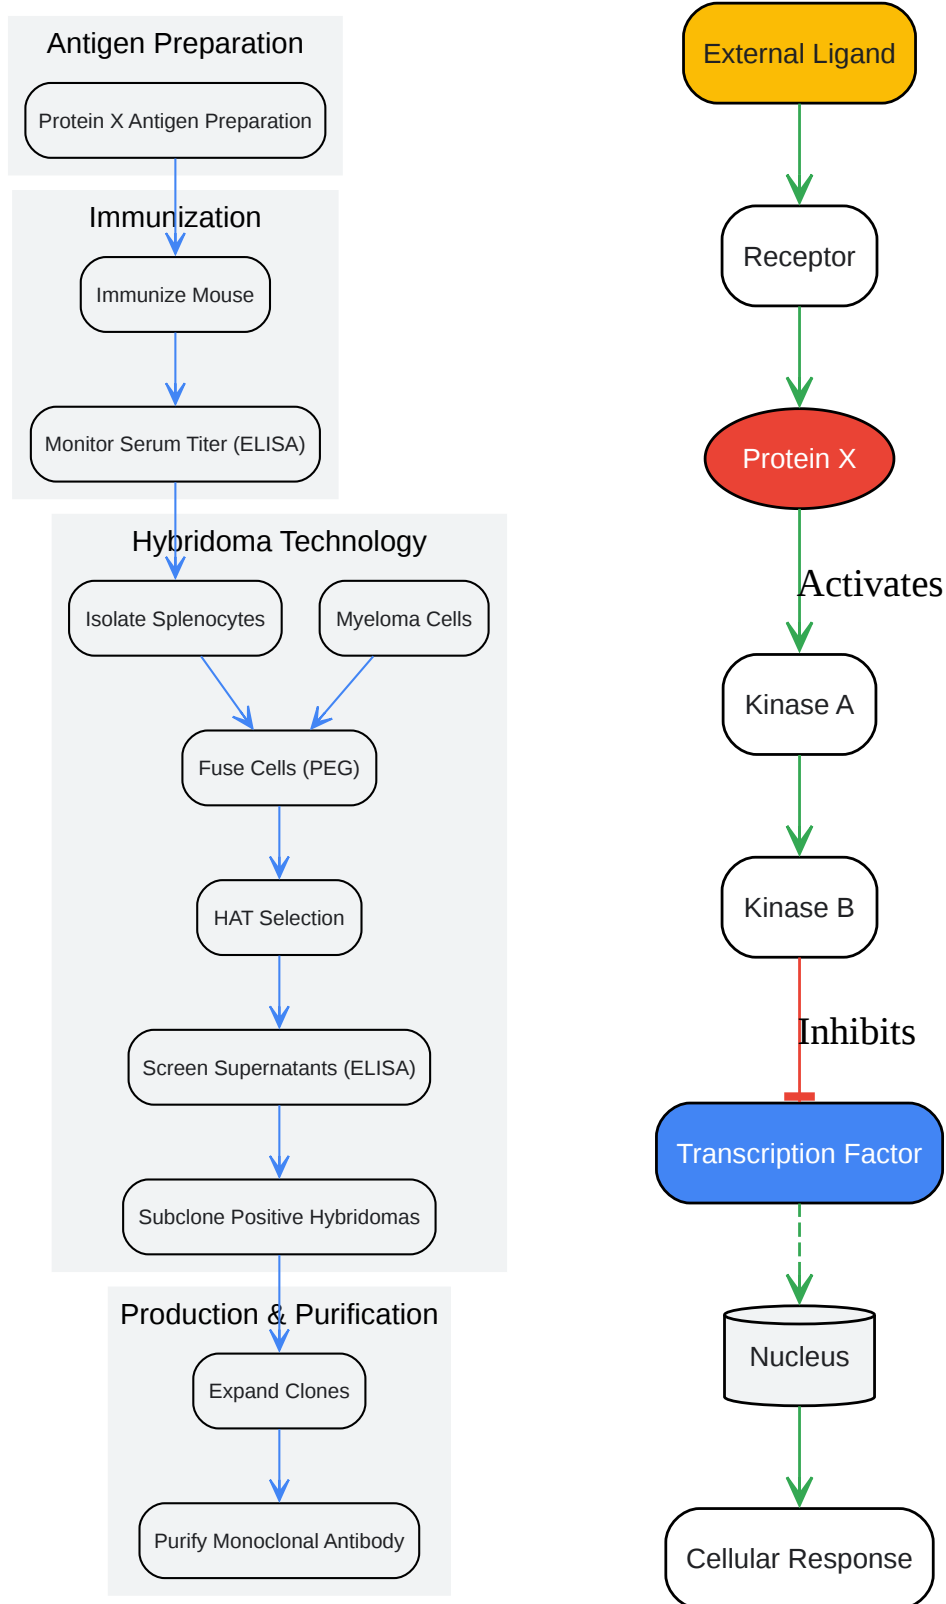 Antigen Preparation
Protein X Antigen Preparation
Immunization
Immunize Mouse
Monitor Serum Titer (ELISA)
Hybridoma Technology
Isolate Splenocytes
Myeloma Cells
Fuse Cells (PEG)
HAT Selection
Screen Supernatants (ELISA)
Subclone Positive Hybridomas
Production & Purification
Expand Clones
Purify Monoclonal Antibody
External Ligand
Receptor
Protein X
Activates
Kinase A
Kinase B
Inhibits
Transcription Factor
Nucleus
Cellular Response